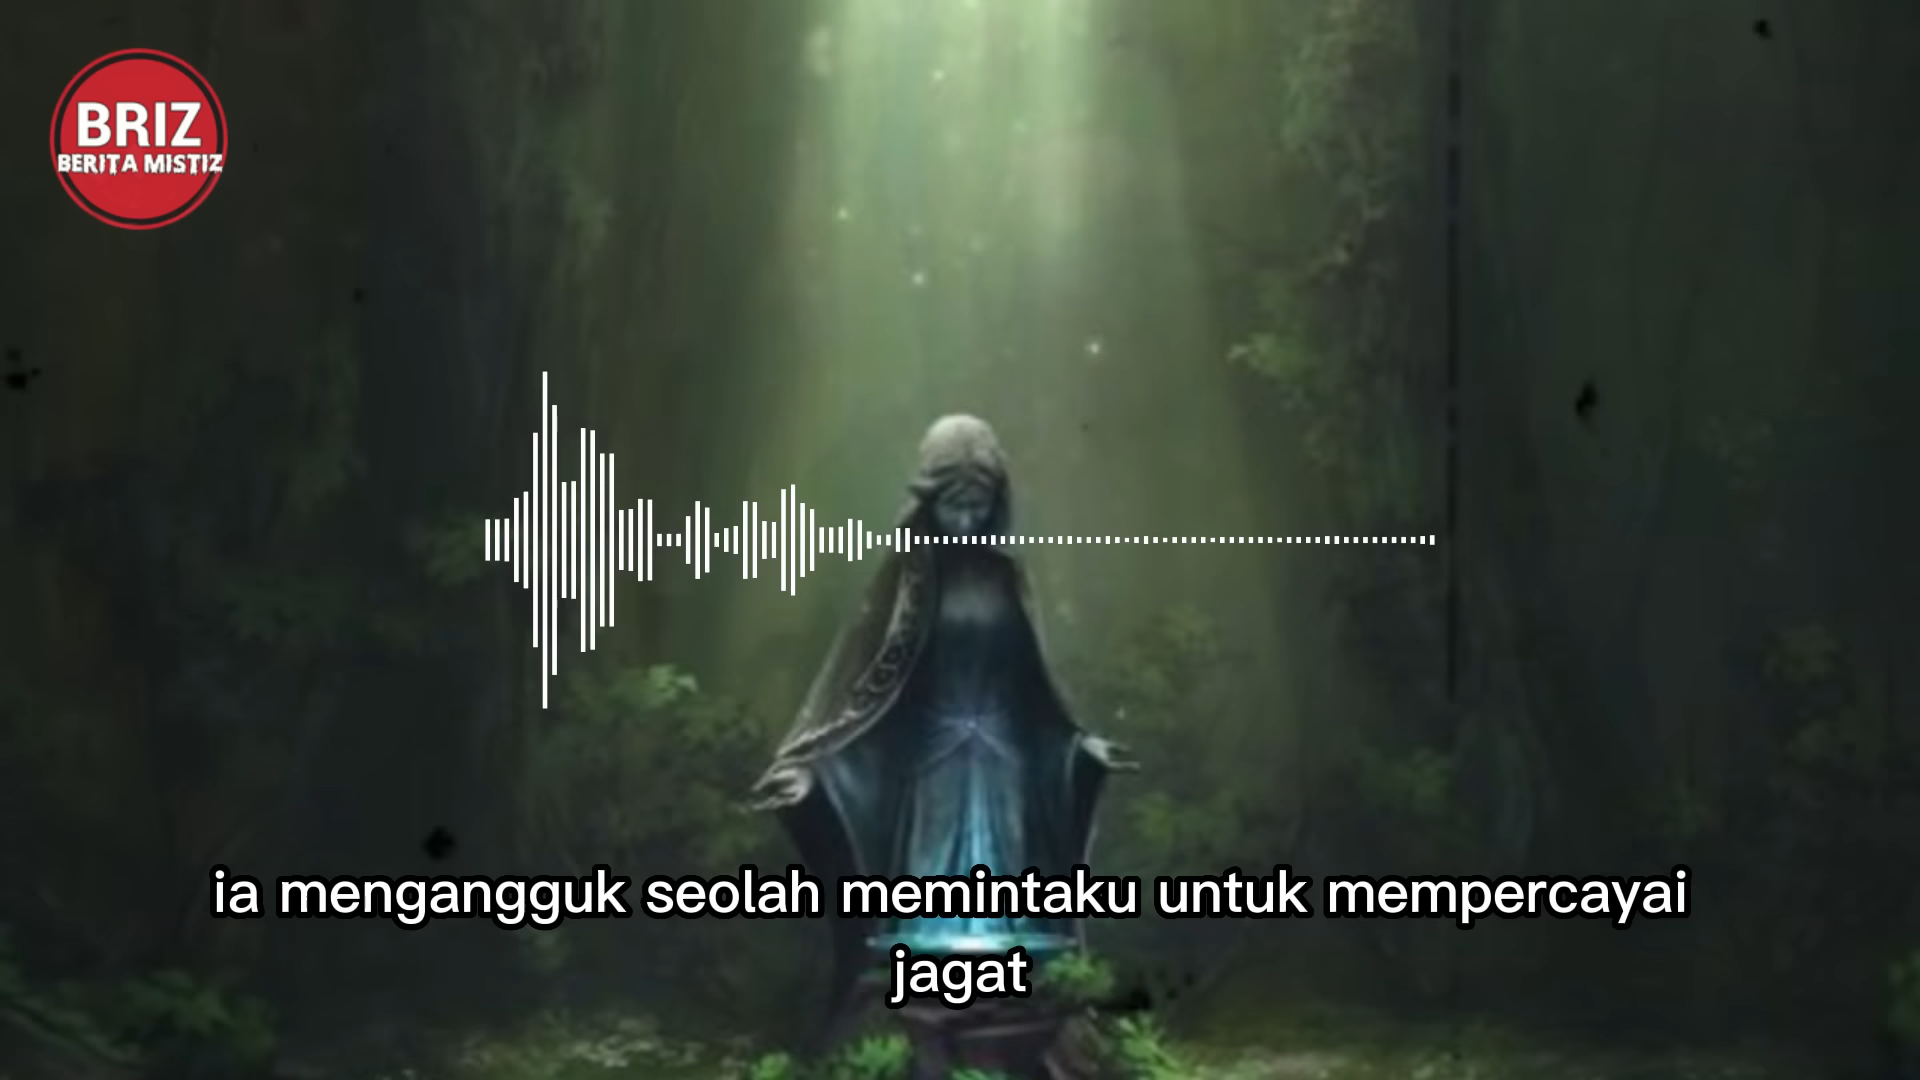 BRIZ
BERITA MISTIZ
ia mengangguk seolah memintaku untuk mempercayai
jagat